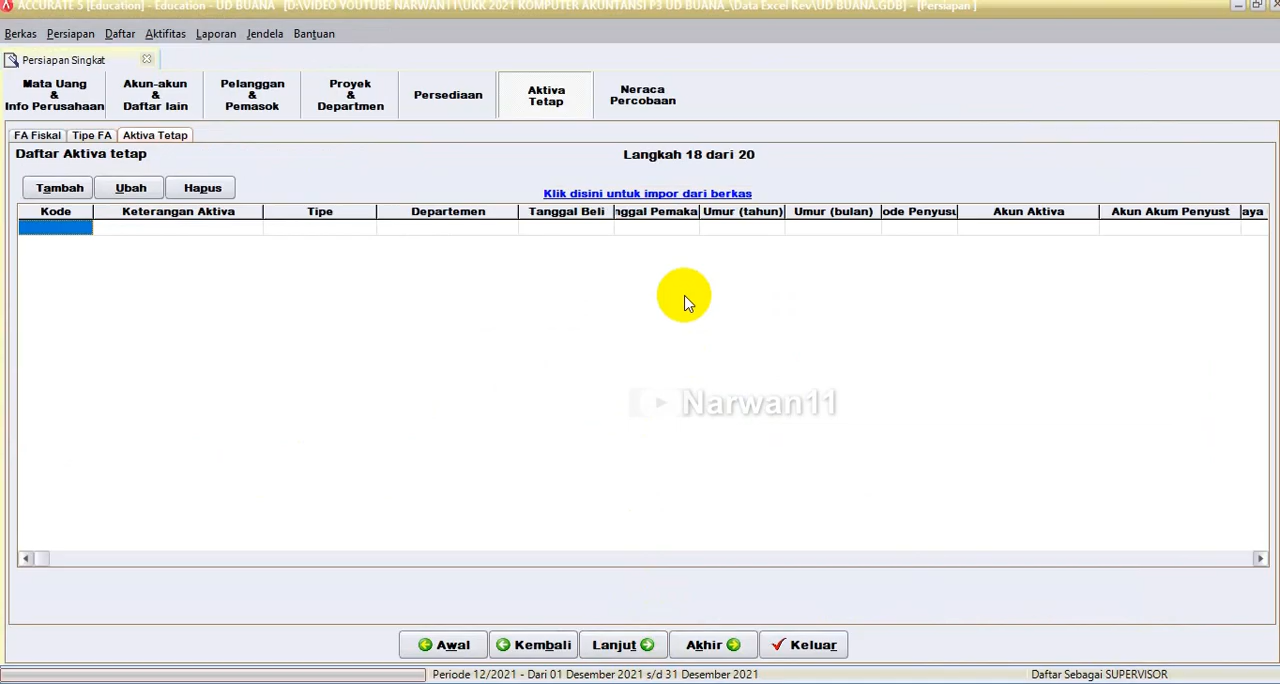 ACCURATE 5 [Education] - Education - UD BUANA [D:\VIDEO YOUTUBE NARWAN11\UKK 2021 KOMPUTER AKUNTANSI P3 UD BUANA_\Data Excel Rev\UD BUANA.GDB] - [Persiapan ]
Berkas Persiapan Daftar Aktifitas Laporan Jendela Bantuan
Persiapan Singkat
Mata Uang & Info Perusahaan
Akun-akun & Daftar lain
Pelanggan & Pemasok
Proyek & Departmen
Persediaan
Aktiva Tetap
Neraca Percobaan
FA Fiskal Tipe FA Aktiva Tetap
Daftar Aktiva tetap Langkah 18 dari 20
Tambah Ubah Hapus
Klik disini untuk impor dari berkas
Kode Keterangan Aktiva Tipe Departemen Tanggal Beli nggal Pemaka Umur (tahun) Umur (bulan) ode Penyusu Akun Aktiva Akun Akum Penyust aya
Narwan11
Awal Kembali Lanjut Akhir Keluar
Periode 12/2021 - Dari 01 Desember 2021 s/d 31 Desember 2021 Daftar Sebagai SUPERVISOR